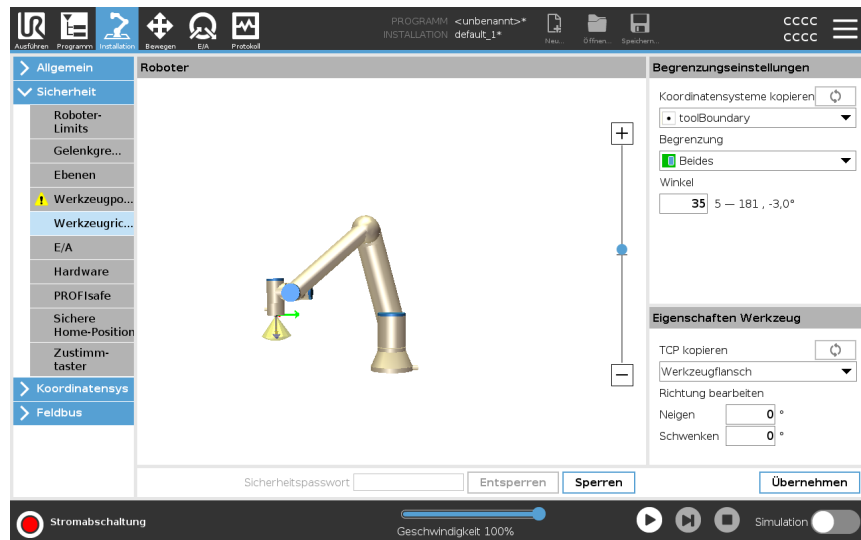 PROGRAMM <unbenannt>*
INSTALLATION default_1*
Ausführen Programm Installation Bewegen E/A Protokoll
Neu... Öffnen... Speichern...
CCCC
CCCC
Allgemein
Sicherheit
Roboter-
Limits
Gelenkgre...
Ebenen
Werkzeugpo...
Werkzeugric...
E/A
Hardware
PROFIsafe
Sichere
Home-Position
Zustimm-
taster
Koordinatensys
Feldbus
Roboter
Begrenzungseinstellungen
Koordinatensysteme kopieren
toolBoundary
Begrenzung
Beides
Winkel
35 5 — 181 , -3,0°
Eigenschaften Werkzeug
TCP kopieren
Werkzeugflansch
Richtung bearbeiten
Neigen 0 °
Schwenken 0 °
Sicherheitspasswort Entsperren Sperren Übernehmen
Stromabschaltung
Geschwindigkeit 100%
Simulation